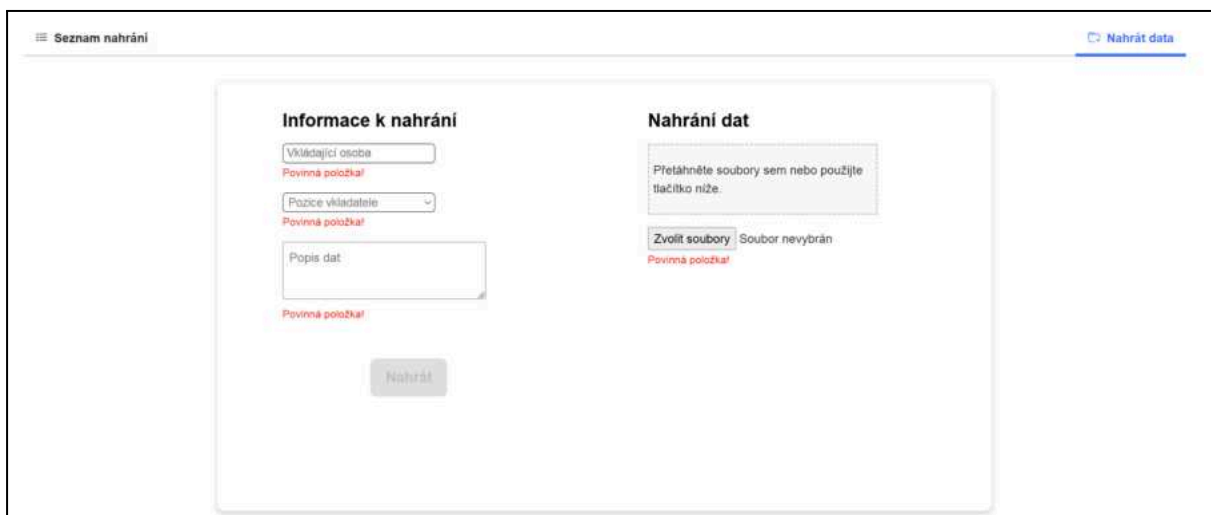 Seznam nahrání
Nahrát data
Informace k nahrání
Vkládající osoba
Povinná položka!
Pozice vkladatele
Povinná položka!
Popis dat
Povinná položka!
Nahrát
Nahrání dat
Přetáhněte soubory sem nebo použijte
tlačítko níže.
Zvolit soubory Soubor nevybrán
Povinná položka!